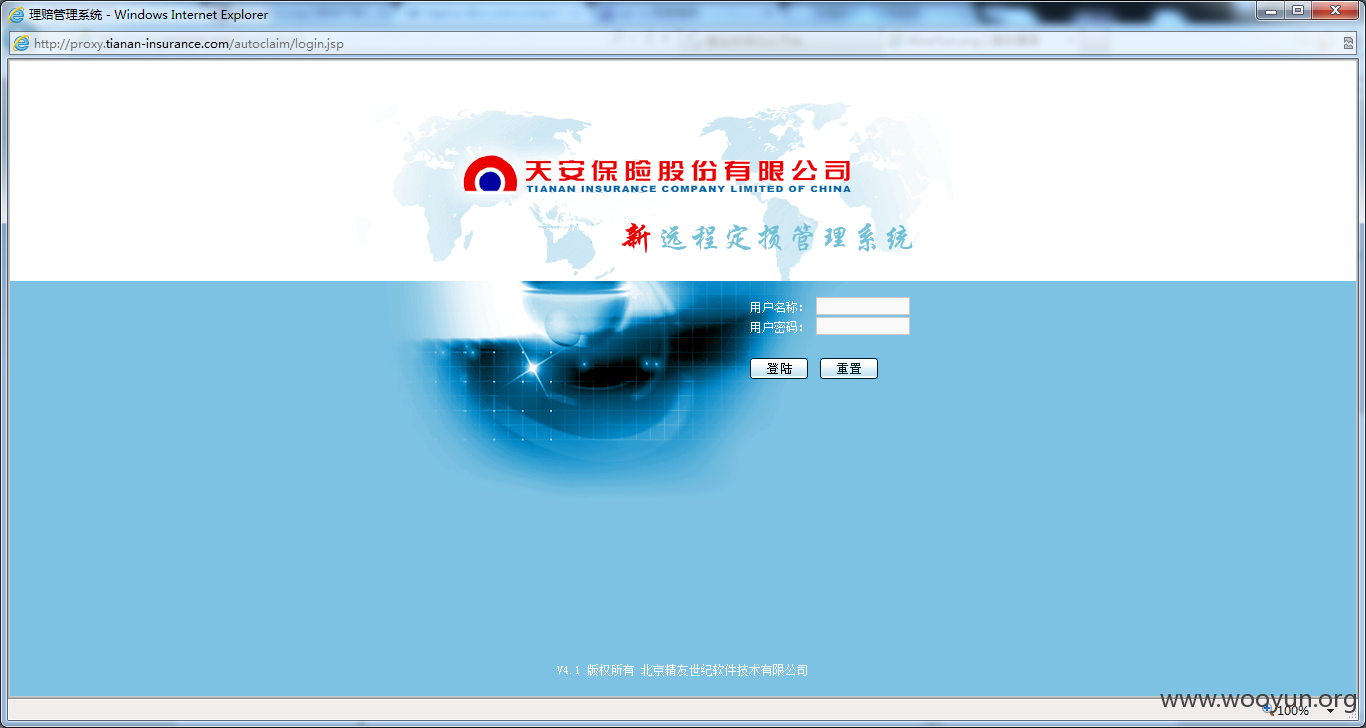 理赔管理系统 - Windows Internet Explorer
http://proxy.tianan-insurance.com/autoclaim/login.jsp
天安保险股份有限公司
TIANAN INSURANCE COMPANY LIMITED OF CHINA
新远程定损管理系统
用户名称：
用户密码：
登陆 重置
V4.1 版权所有 北京精友世纪软件技术有限公司
www.wooyun.org
100%